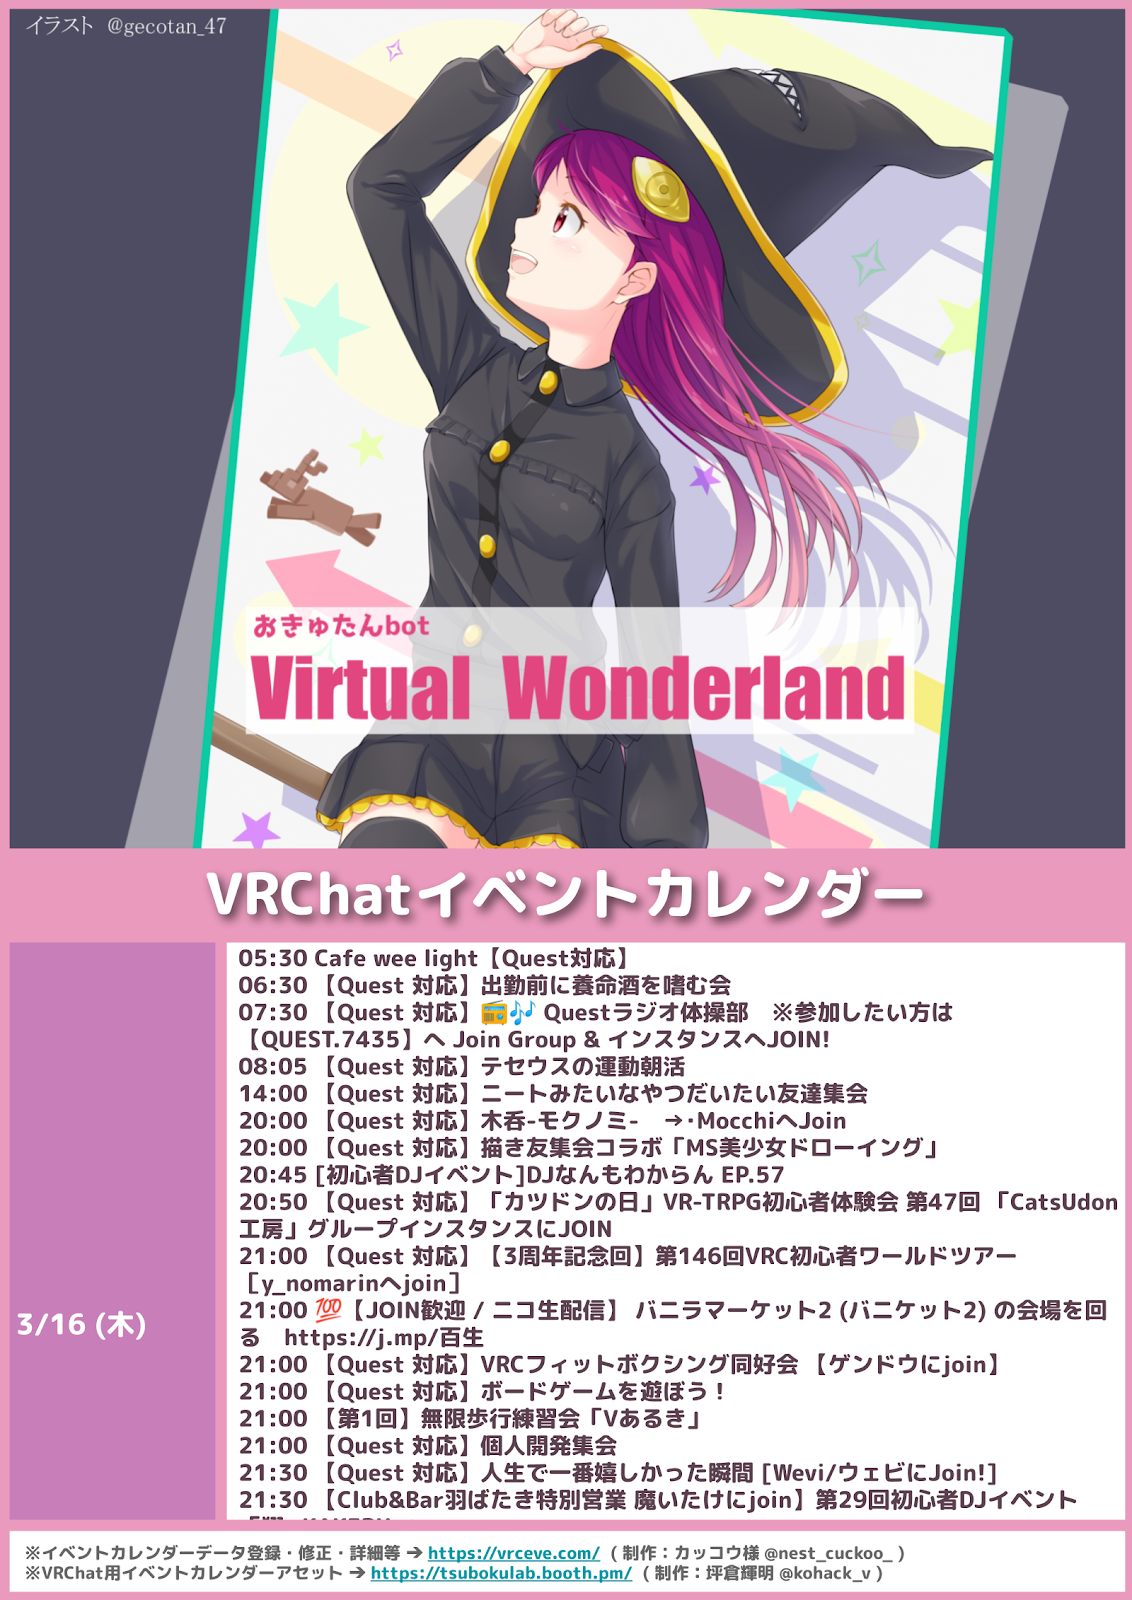 イラスト @gecotan_47
おきゅたんbot
Virtual Wonderland
VRChatイベントカレンダー
3/16 (木)
05:30 Cafe wee light【Quest対応】
06:30 【Quest 対応】出勤前に養命酒を嗜む会
07:30 【Quest 対応】📻🎶 Questラジオ体操部　※参加したい方は
【QUEST.7435】へ Join Group & インスタンスへJOIN!
08:05 【Quest 対応】テセウスの運動朝活
14:00 【Quest 対応】ニートみたいなやつだいたい友達集会
20:00 【Quest 対応】木呑-モクノミ-　→･MocchiへJoin
20:00 【Quest 対応】描き友集会コラボ「MS美少女ドローイング」
20:45 [初心者DJイベント]DJなんもわからん EP.57
20:50 【Quest 対応】「カツドンの日」VR-TRPG初心者体験会 第47回 「CatsUdon
工房」グループインスタンスにJOIN
21:00 【Quest 対応】【3周年記念回】第146回VRC初心者ワールドツアー
［y_nomarinへjoin］
21:00 💯【JOIN歓迎 / ニコ生配信】 バニラマーケット2 (バニケット2) の会場を回
る　https://j.mp/百生
21:00 【Quest 対応】VRCフィットボクシング同好会 【ゲンドウにjoin】
21:00 【Quest 対応】ボードゲームを遊ぼう！
21:00 【第1回】無限歩行練習会「Vあるき」
21:00 【Quest 対応】個人開発集会
21:30 【Quest 対応】人生で一番嬉しかった瞬間 [Wevi/ウェビにJoin!]
21:30 【Club&Bar羽ばたき特別営業 魔いたけにjoin】第29回初心者DJイベント
※イベントカレンダーデータ登録・修正・詳細等 ➔ https://vrceve.com/ ( 制作：カッコウ様 @nest_cuckoo_ )
※VRChat用イベントカレンダーアセット ➔ https://tsubokulab.booth.pm/ ( 制作：坪倉輝明 @kohack_v )